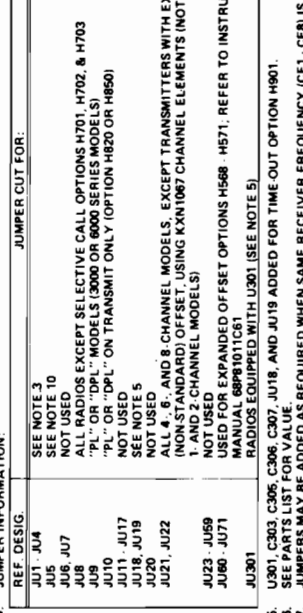 JUMPER INFORMATION:
REF. DESIG.
JUMPER CUT FOR:
JU1 - JU4 SEE NOTE 3
JU5 SEE NOTE 10
JU6, JU7 NOT USED
JU8 ALL RADIOS EXCEPT SELECTIVE CALL OPTIONS H701, H702, & H703
JU9 "PL" OR "DPL" MODELS (3000 OR 6000 SERIES MODELS)
JU10 "PL" OR "DPL" ON TRANSMIT ONLY (OPTION H820 OR H850)
JU11 - JU17 NOT USED
JU18, JU19 SEE NOTE 5
JU20 NOT USED
JU21, JU22 ALL 4-, 6-, AND 8-CHANNEL MODELS, EXCEPT TRANSMITTERS WITH
(NON-STANDARD) OFFSET, USING KXN1067 CHANNEL ELEMENTS (NOT
1- AND 2-CHANNEL MODELS)
JU23 - JU59 NOT USED
JU60 - JU71 USED FOR EXPANDED OFFSET OPTIONS H568 - H571; REFER TO
MANUAL 68P81011C61
JU301 RADIOS EQUIPPED WITH U301 (SEE NOTE 5)
5. U301, C303, C305, C306, C307, JU18, AND JU19 ADDED FOR TIME-OUT OPTION H901.
6. SEE PARTS LIST FOR VALUE.
JUMPERS MAY BE ADDED AS REQUIRED WHEN SAME RECEIVER FREQUENCY